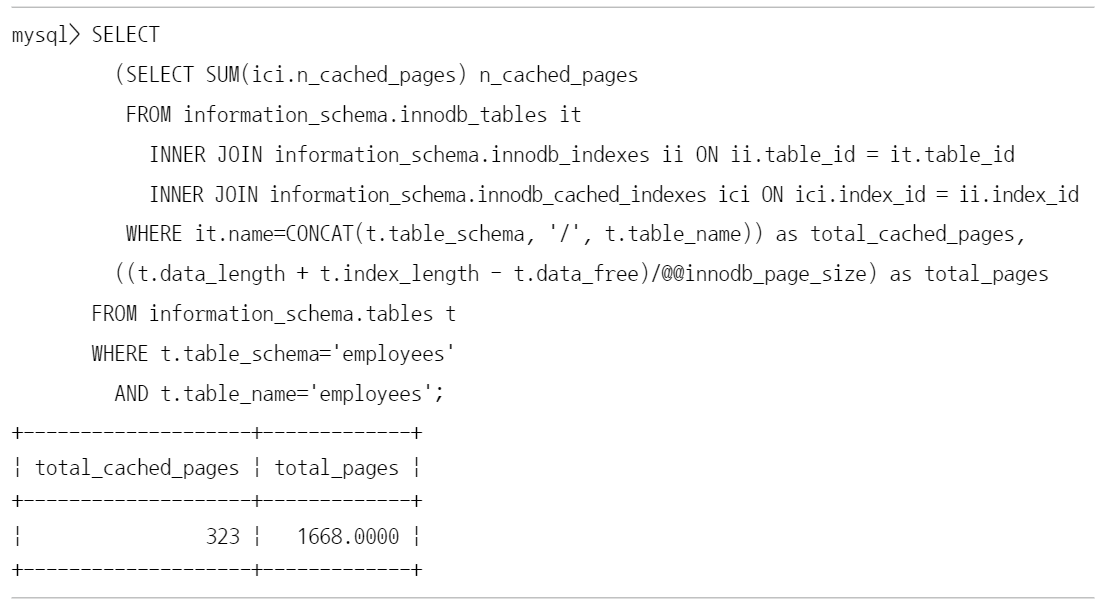 mysql> SELECT
(SELECT SUM(ici.n_cached_pages) n_cached_pages
FROM information_schema.innodb_tables it
INNER JOIN information_schema.innodb_indexes ii ON ii.table_id = it.table_id
INNER JOIN information_schema.innodb_cached_indexes ici ON ici.index_id = ii.index_id
WHERE it.name=CONCAT(t.table_schema, '/', t.table_name)) as total_cached_pages,
((t.data_length + t.index_length - t.data_free)/@@innodb_page_size) as total_pages
FROM information_schema.tables t
WHERE t.table_schema='employees'
AND t.table_name='employees';
+--------------------+-------------+
¦ total_cached_pages ¦ total_pages ¦
+--------------------+-------------+
¦                323 ¦   1668.0000 ¦
+--------------------+-------------+